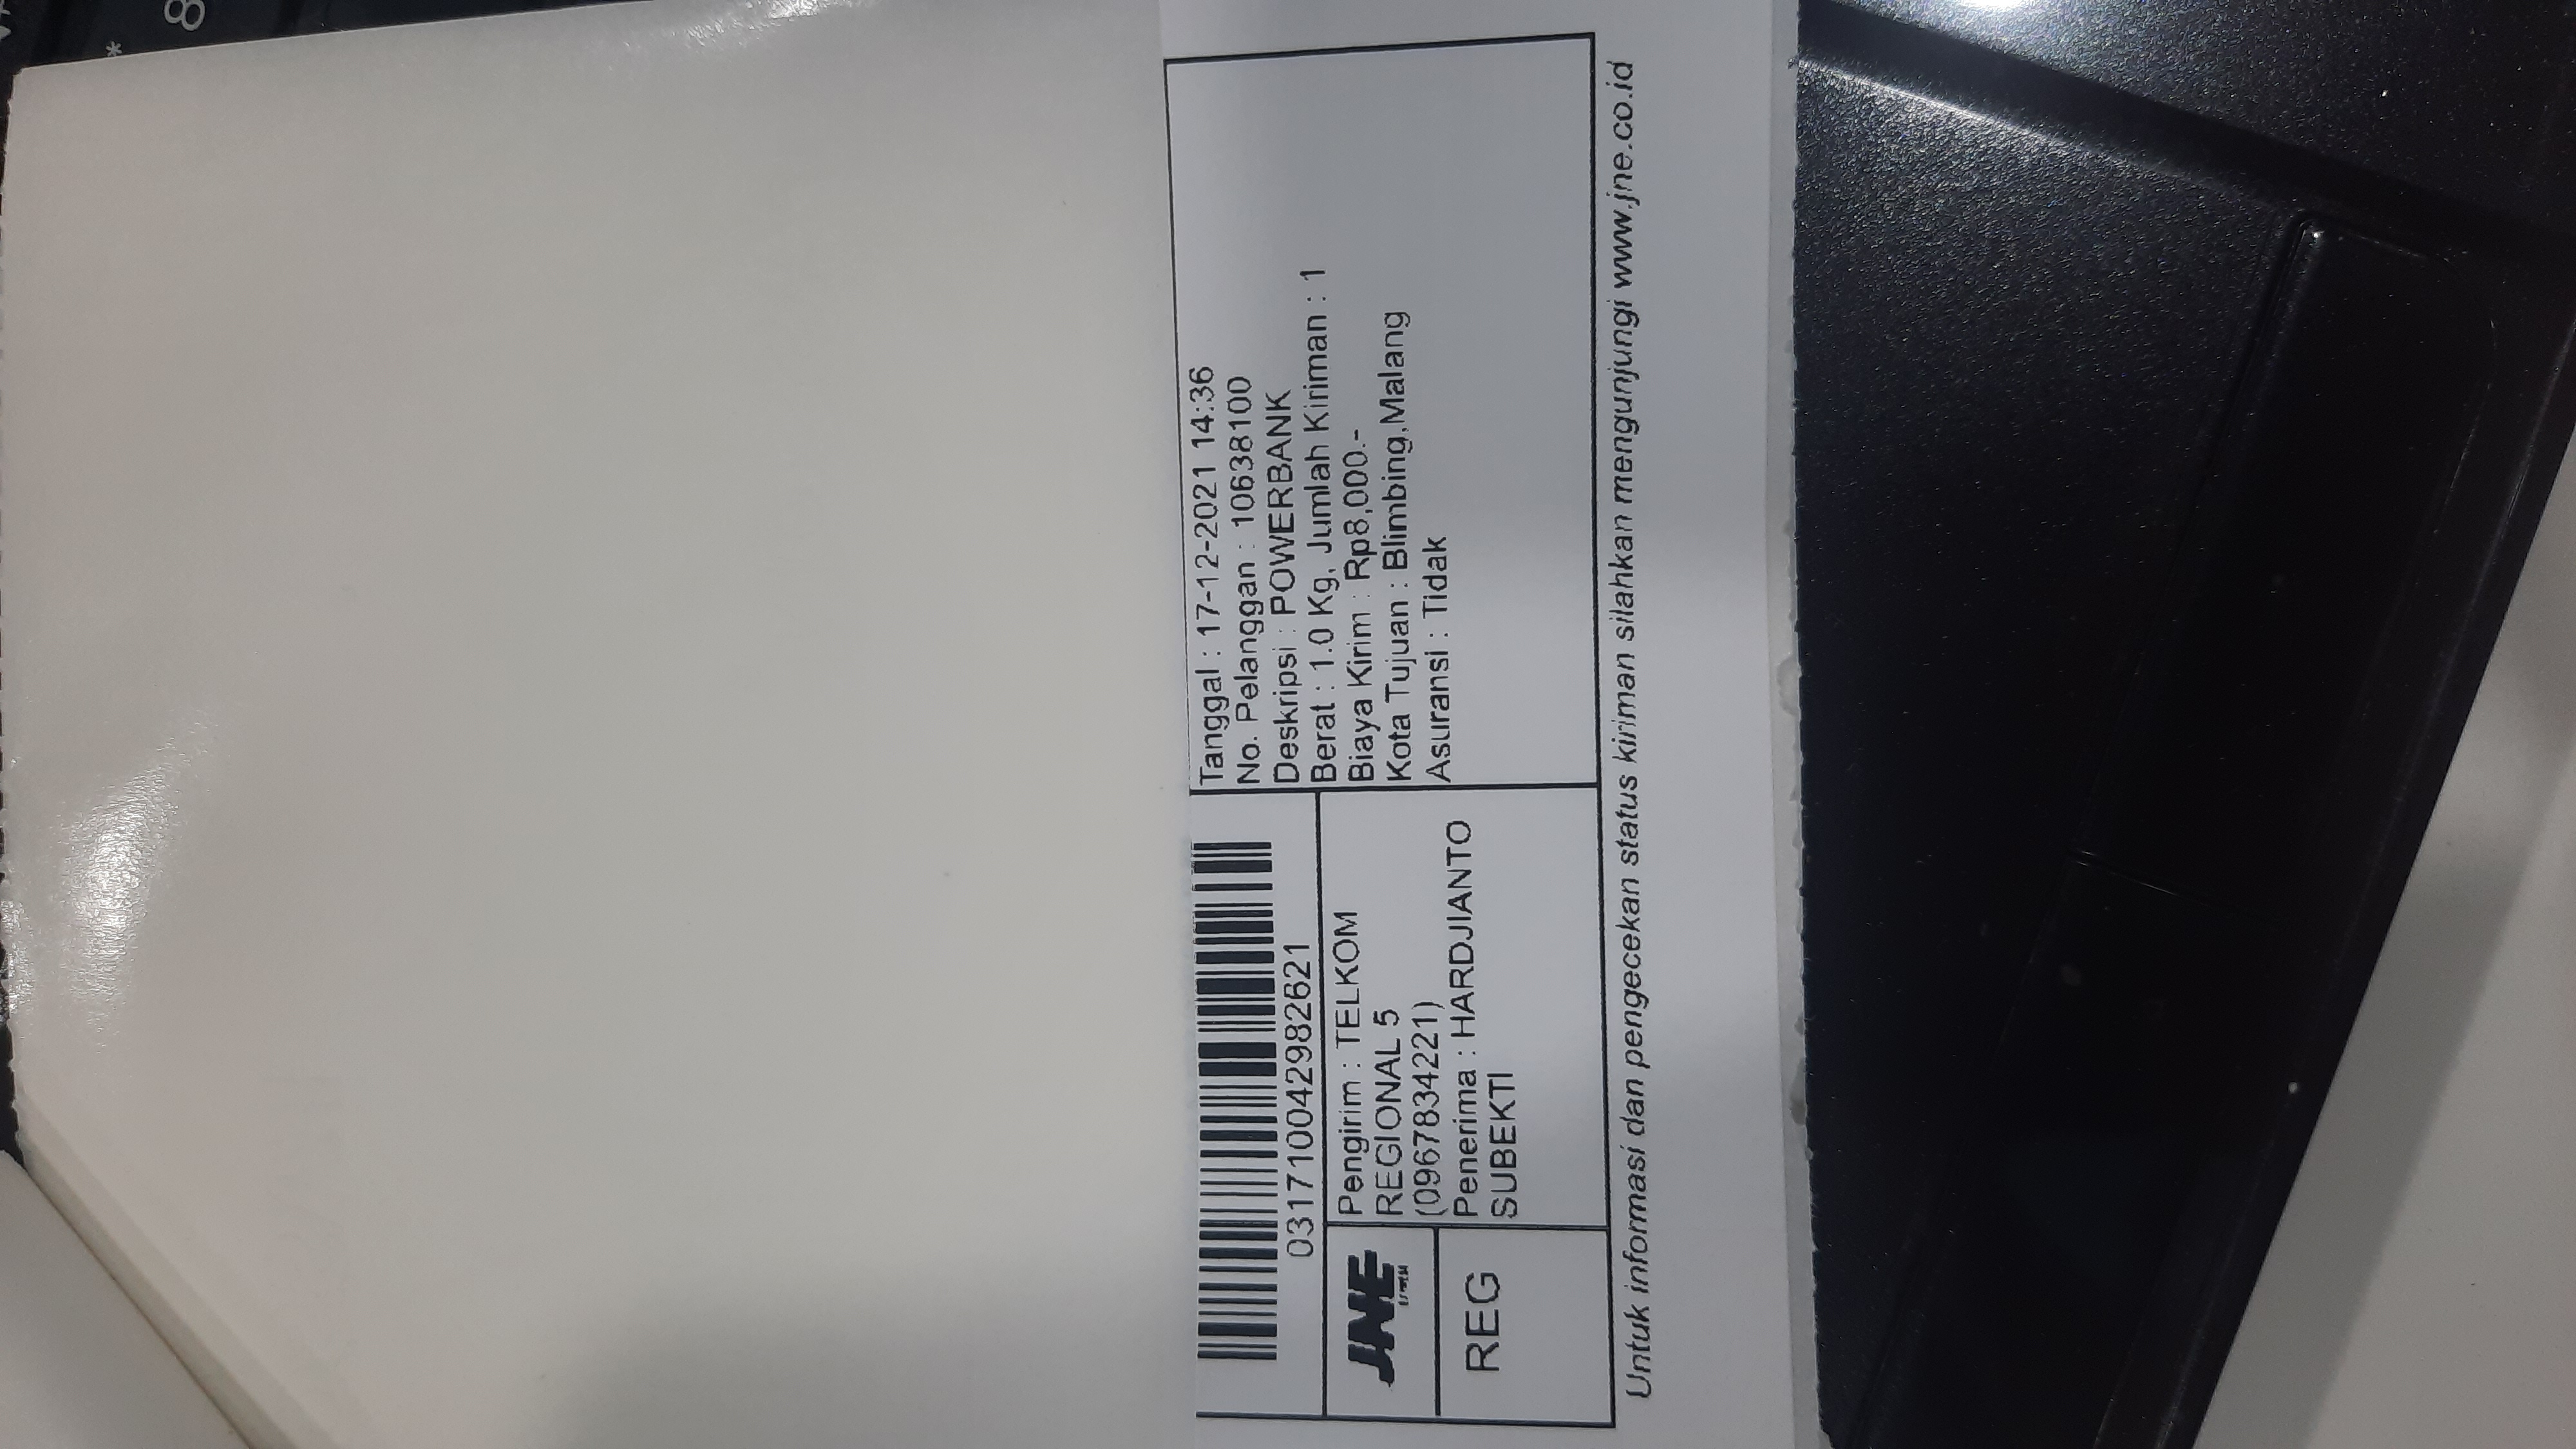 *
8
031710042982621
JNE
REG
Pengirim : TELKOM
REGIONAL 5
(0967834221)
Penerima : HARDJIANTO
SUBEKTI
Tanggal : 17-12-2021 14:36
No. Pelanggan : 10638100
Deskripsi : POWERBANK
Berat : 1.0 Kg, Jumlah Kiriman : 1
Biaya Kirim : Rp8,000.-
Kota Tujuan : Blimbing,Malang
Asuransi : Tidak
Untuk informasi dan pengecekan status kiriman silahkan mengunjungi www.jne.co.id